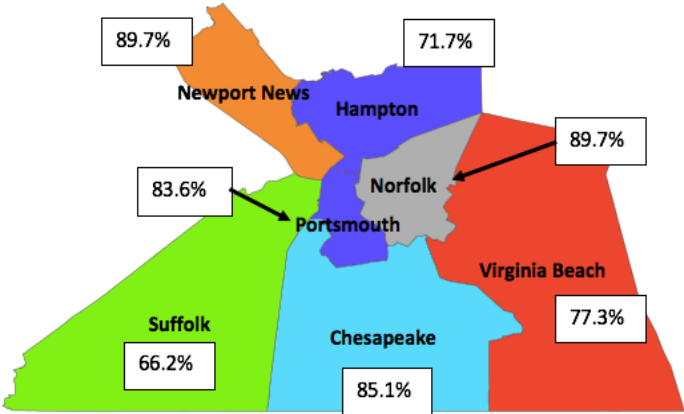 89.7%
71.7%
Newport News
Hampton
89.7%
83.6%
Norfolk
Portsmouth
Virginia Beach
77.3%
Suffolk
Chesapeake
66.2%
85.1%